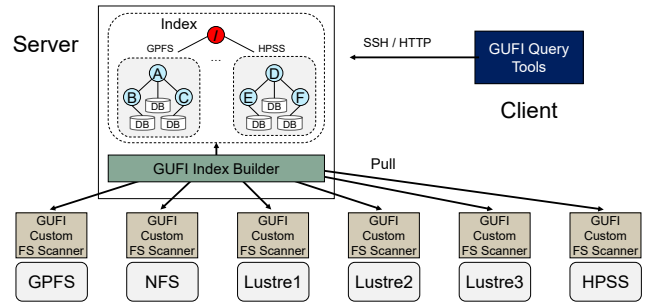 Index
Server
/
GPFS
...
HPSS
SSH / HTTP
GUFI Query
Tools
A
D
B
C
E
F
DB
DB
DB
DB
DB
DB
Client
GUFI Index Builder
Pull
GUFI
Custom
FS Scanner
GUFI
Custom
FS Scanner
GUFI
Custom
FS Scanner
GUFI
Custom
FS Scanner
GUFI
Custom
FS Scanner
GUFI
Custom
FS Scanner
GPFS
NFS
Lustre1
Lustre2
Lustre3
HPSS